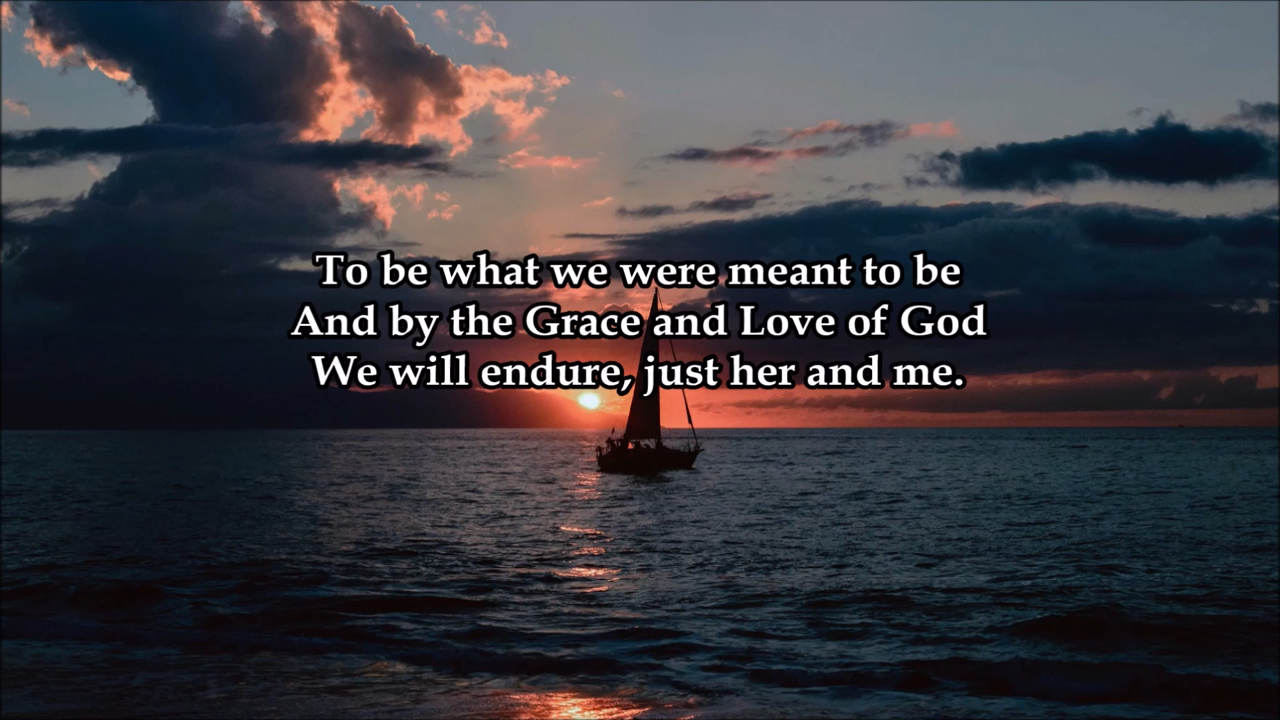 To be what we were meant to be
And by the Grace and Love of God
We will endure, just her and me.